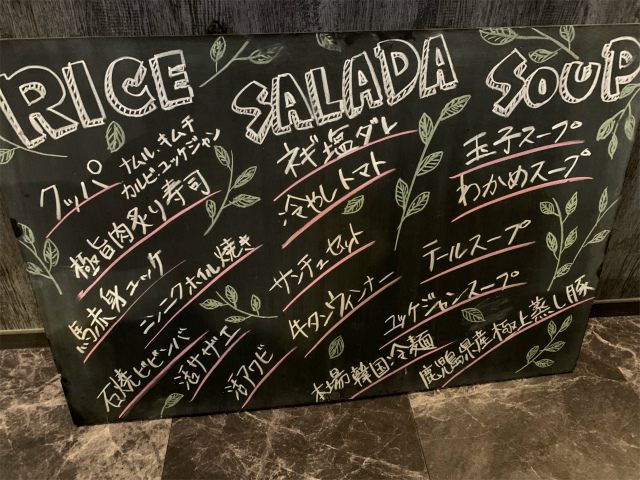 RICE
クッパ ナムル、キムチ
カルビ、ユッケジャン
極旨肉炙り寿司
馬赤身ユッケ
ニンニクホイル焼き
石焼ビビンバ
活サザエ
活アワビ
SALADA
ネギ塩ダレ
冷やしトマト
サンチュセット
牛タンウィンナー
本場韓国冷麺
SOUP
玉子スープ
わかめスープ
テールスープ
ユッケジャンスープ
鹿児島県産極上蒸し豚